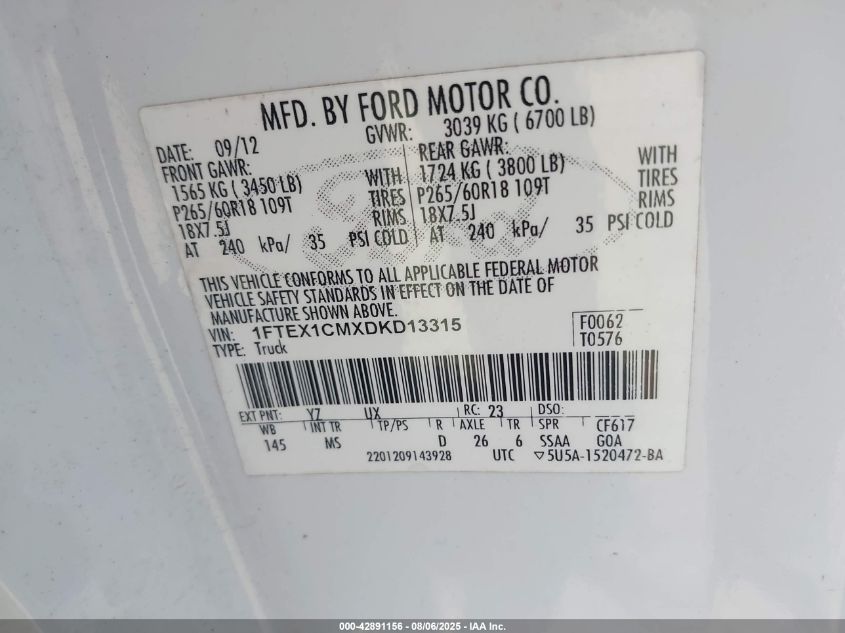 MFD. BY FORD MOTOR CO.
DATE: 09/12 GVWR: 3039 KG ( 6700 LB)
FRONT GAWR: REAR GAWR:
1565 KG ( 3450 LB) WITH 1724 KG ( 3800 LB) WITH
P265/60R18 109T TIRES P265/60R18 109T TIRES
18X7.5J RIMS 18X7.5J RIMS
AT 240 kPa/ 35 PSI COLD AT 240 kPa/ 35 PSI COLD
THIS VEHICLE CONFORMS TO ALL APPLICABLE FEDERAL MOTOR
VEHICLE SAFETY STANDARDS IN EFFECT ON THE DATE OF
MANUFACTURE SHOWN ABOVE.
VIN: 1FTEX1CMXDKD13315 F0062
TYPE: Truck T0576
EXT PNT: YZ UX RC: 23 DSO:
WB INT TR TP/PS R AXLE TR SPR CF617
145 MS D 26 6 SSAA GOA
2201209143928 UTC ▽5U5A-1520472-BA
000-42891156 - 08/06/2025 - IAA Inc.